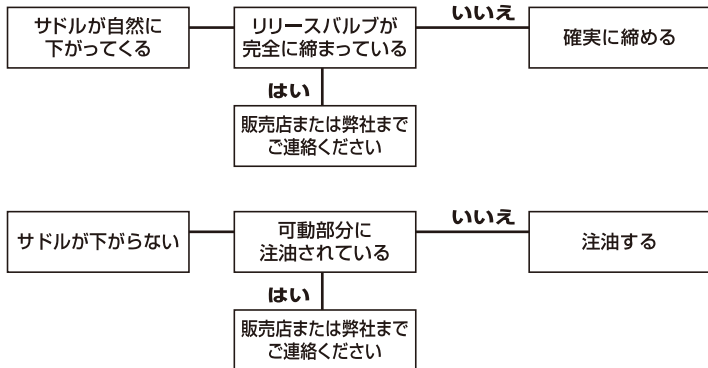 サドルが自然に
下がってくる
リリースバルブが
完全に締まっている
いいえ
確実に締める
はい
販売店または弊社まで
ご連絡ください
サドルが下がらない
可動部分に
注油されている
いいえ
注油する
はい
販売店または弊社まで
ご連絡ください